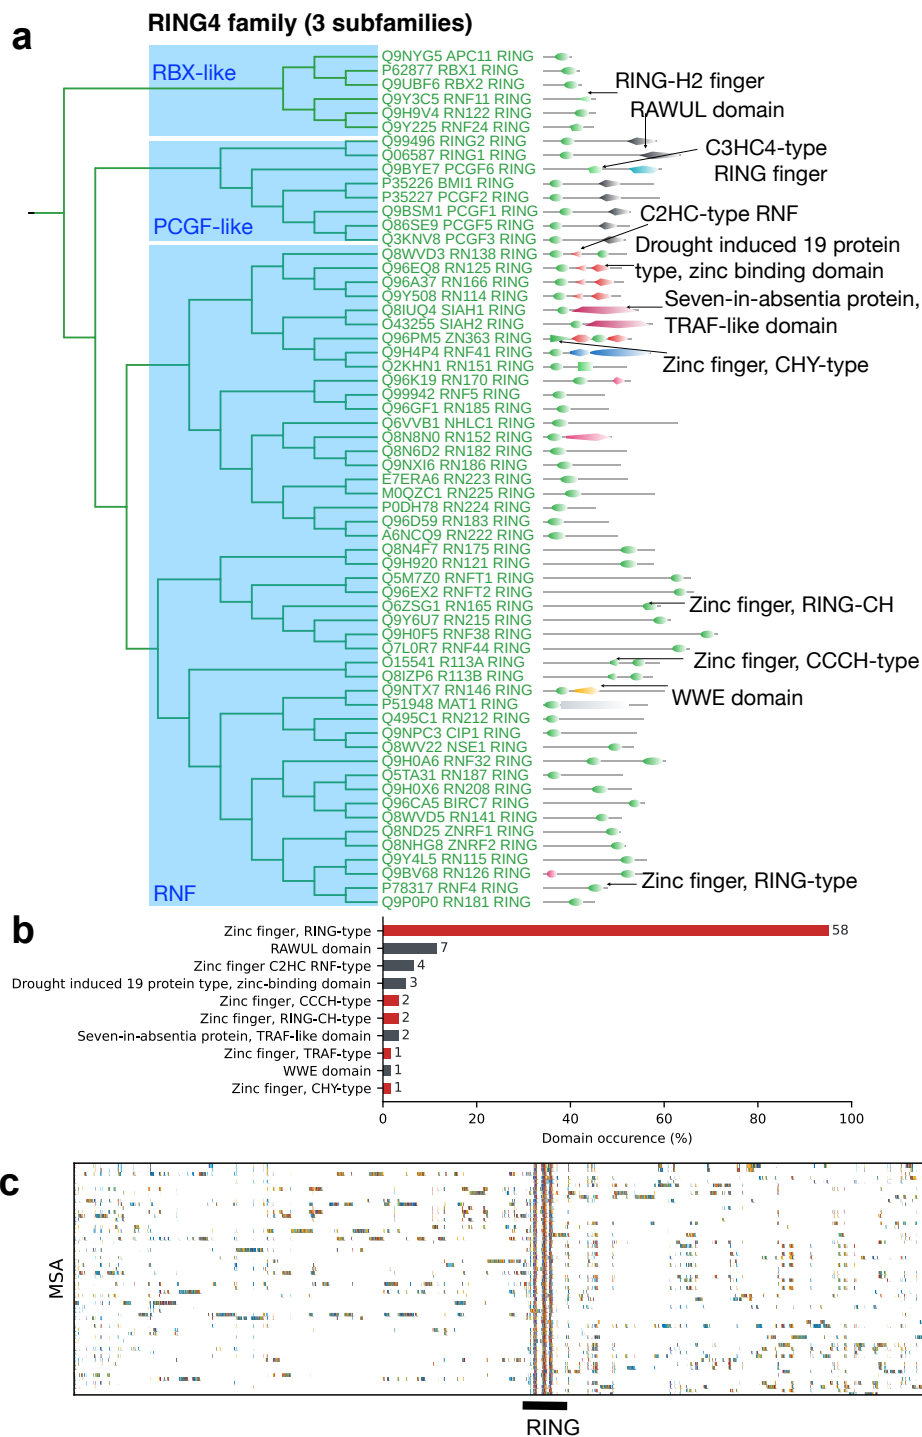 RING4 family (3 subfamilies)
a
RBX-like
PCGF-like
RNF
Q9NYG5 APC11 RING
P62877 RBX1 RING
Q9UBF6 RBX2 RING
Q9Y3C5 RNF11 RING
Q9H9V4 RN122 RING
Q9Y225 RNF24 RING
Q99496 RING2 RING
Q06587 RING1 RING
Q9BYE7 PCGF6 RING
P35226 BMI1 RING
P35227 PCGF2 RING
Q9BSM1 PCGF1 RING
Q86SE9 PCGF5 RING
Q3KNV8 PCGF3 RING
Q8WVD3 RN138 RING
Q96EQ8 RN125 RING
Q96A37 RN166 RING
Q9Y508 RN114 RING
Q8IUQ4 SIAH1 RING
O43255 SIAH2 RING
Q96PM5 ZN363 RING
Q9H4P4 RNF41 RING
Q2KHN1 RN151 RING
Q96K19 RN170 RING
Q99942 RNF5 RING
Q96GF1 RN185 RING
Q6VVB1 NHLC1 RING
Q8N8N0 RN152 RING
Q8N6D2 RN182 RING
Q9NXI6 RN186 RING
E7ERA6 RN223 RING
M0QZC1 RN225 RING
P0DH78 RN224 RING
Q96D59 RN183 RING
A6NCQ9 RN222 RING
Q8N4F7 RN175 RING
Q9H920 RN121 RING
Q5M7Z0 RNFT1 RING
Q96EX2 RNFT2 RING
Q6ZSG1 RN165 RING
Q9Y6U7 RN215 RING
Q9H0F5 RNF38 RING
Q7L0R7 RNF44 RING
O15541 R113A RING
Q8IZP6 R113B RING
Q9NTX7 RN146 RING
P51948 MAT1 RING
Q495C1 RN212 RING
Q9NPC3 CIP1 RING
Q8WV22 NSE1 RING
Q9H0A6 RNF32 RING
Q5TA31 RN187 RING
Q9H0X6 RN208 RING
Q96CA5 BIRC7 RING
Q8WVD5 RN141 RING
Q8ND25 ZNRF1 RING
Q8NHG8 ZNRF2 RING
Q9Y4L5 RN115 RING
Q9BV68 RN126 RING
P78317 RNF4 RING
Q9P0P0 RN181 RING
RING-H2 finger
RAWUL domain
C3HC4-type
RING finger
C2HC-type RNF
Drought induced 19 protein
type, zinc binding domain
Seven-in-absentia protein,
TRAF-like domain
Zinc finger, CHY-type
Zinc finger, RING-CH
Zinc finger, CCCH-type
WWE domain
Zinc finger, RING-type
b
Zinc finger, RING-type 58
RAWUL domain 7
Zinc finger C2HC RNF-type 4
Drought induced 19 protein type, zinc-binding domain 3
Zinc finger, CCCH-type 2
Zinc finger, RING-CH-type 2
Seven-in-absentia protein, TRAF-like domain 2
Zinc finger, TRAF-type 1
WWE domain 1
Zinc finger, CHY-type 1
0 20 40 60 80 100
Domain occurence (%)
c
MSA
RING